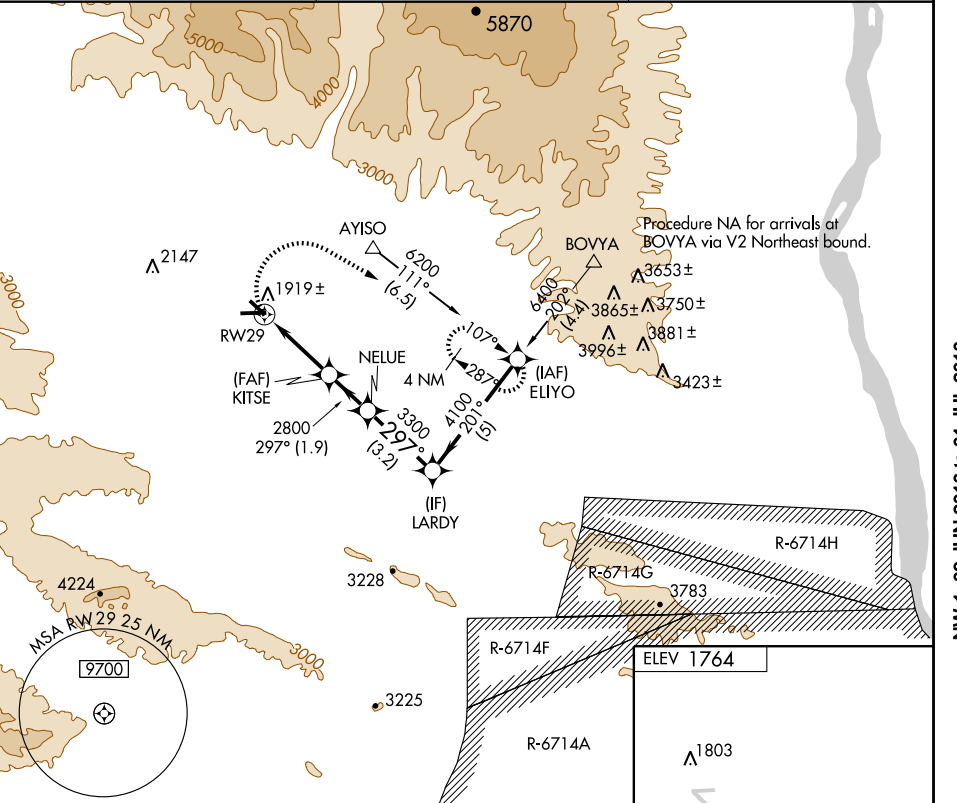 5870
5000
4000
3000
Procedure NA for arrivals at
BOVYA via V2 Northeast bound.
AYISO
BOVYA
2147
6200
111°
(6.5)
6400
202°
(4.4)
3653±
3000
1919±
3865±
3750±
RW29
107°
3881±
3996±
NELUE
(FAF)
KITSE
4 NM
287°
(IAF)
ELIYO
3423±
2800
297° (1.9)
3300
297°
(3.2)
4100
201°
(5)
(IF)
LARDY
R-6714H
R-6714G
3228
4224
3783
MSA RW29 25 NM
3000
R-6714F
9700
ELEV 1764
3225
R-6714A
1803